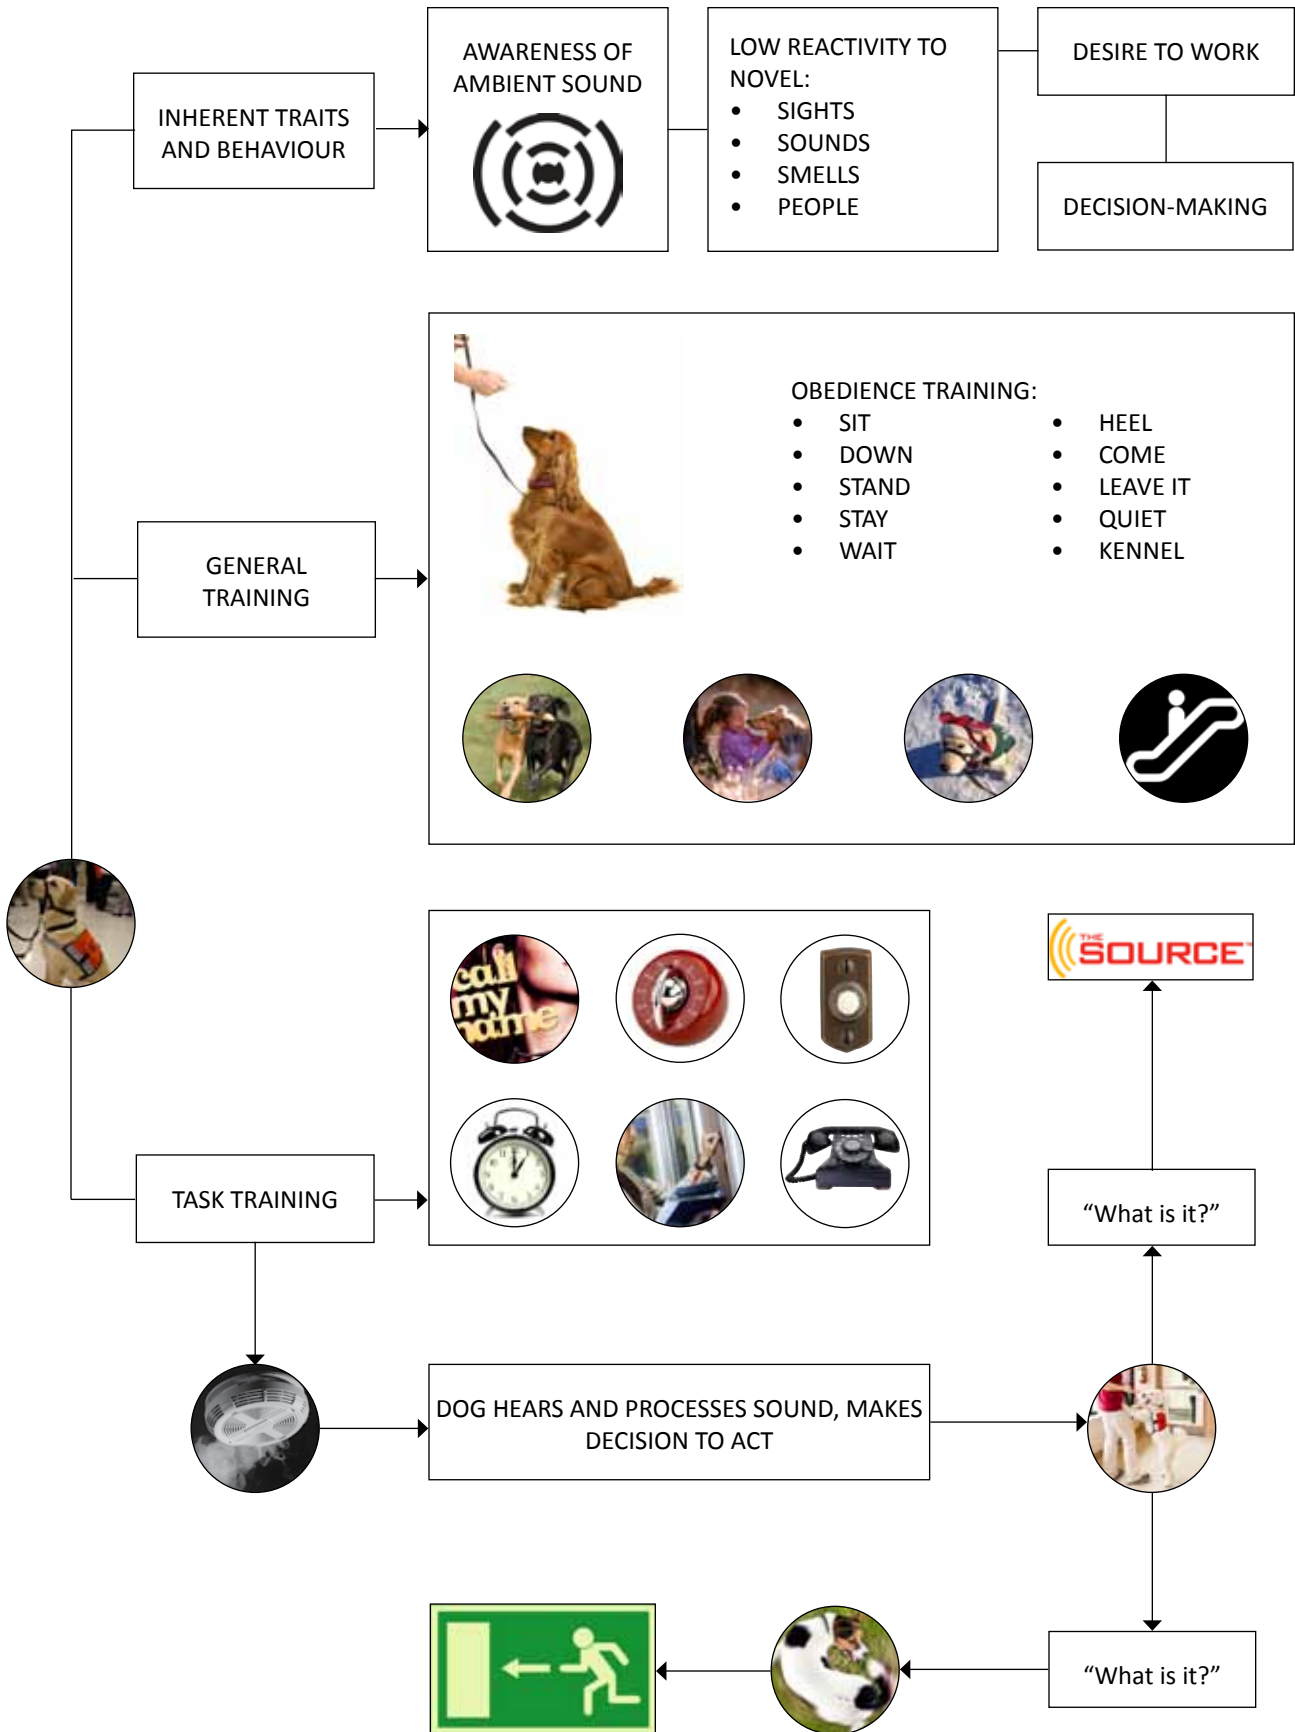 INHERENT TRAITS
AND BEHAVIOUR
AWARENESS OF
AMBIENT SOUND
LOW REACTIVITY TO
NOVEL:
• SIGHTS
• SOUNDS
• SMELLS
• PEOPLE
DESIRE TO WORK
DECISION-MAKING
GENERAL
TRAINING
OBEDIENCE TRAINING:
• SIT
• DOWN
• STAND
• STAY
• WAIT
• HEEL
• COME
• LEAVE IT
• QUIET
• KENNEL
TASK TRAINING
call
my
name
THE
SOURCE
"What is it?"
DOG HEARS AND PROCESSES SOUND, MAKES
DECISION TO ACT
"What is it?"